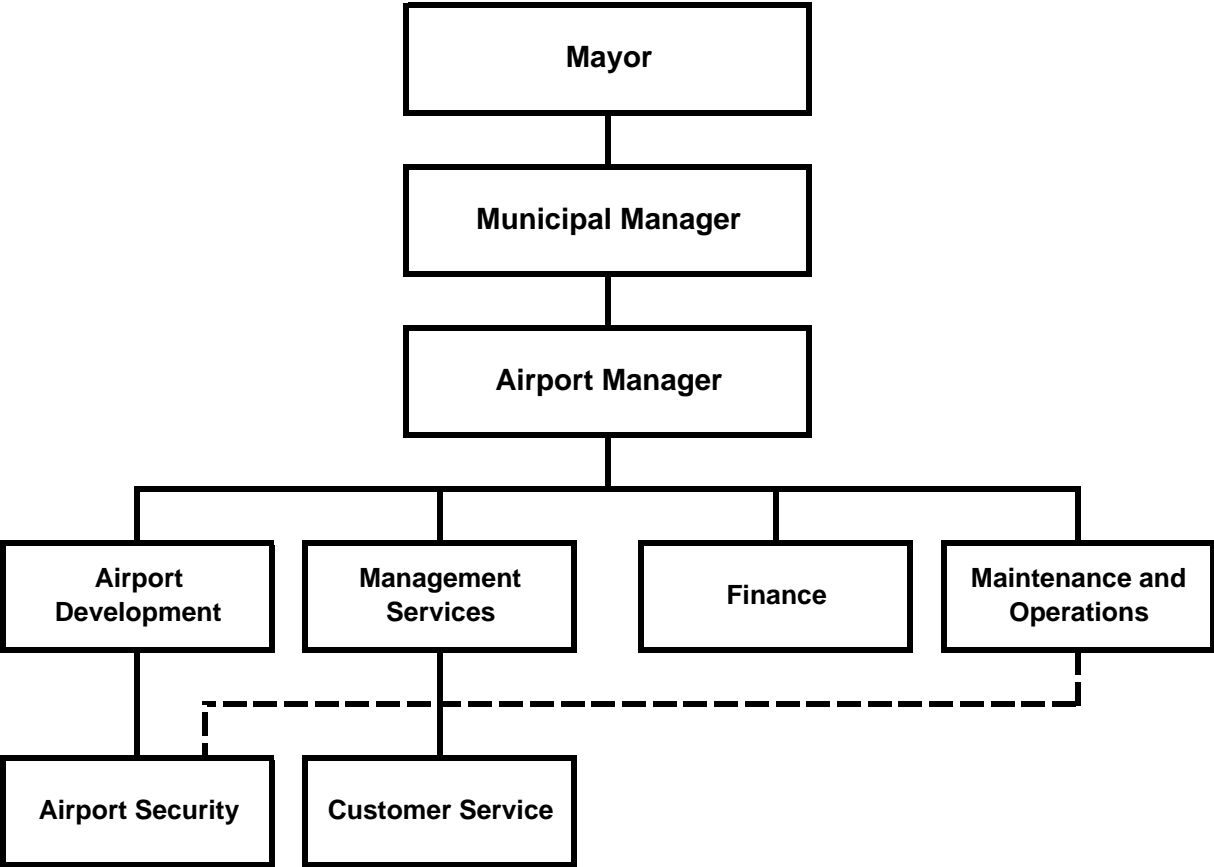 Mayor
Municipal Manager
Airport Manager
Airport
Development
Management
Services
Finance
Maintenance and
Operations
Airport Security
Customer Service